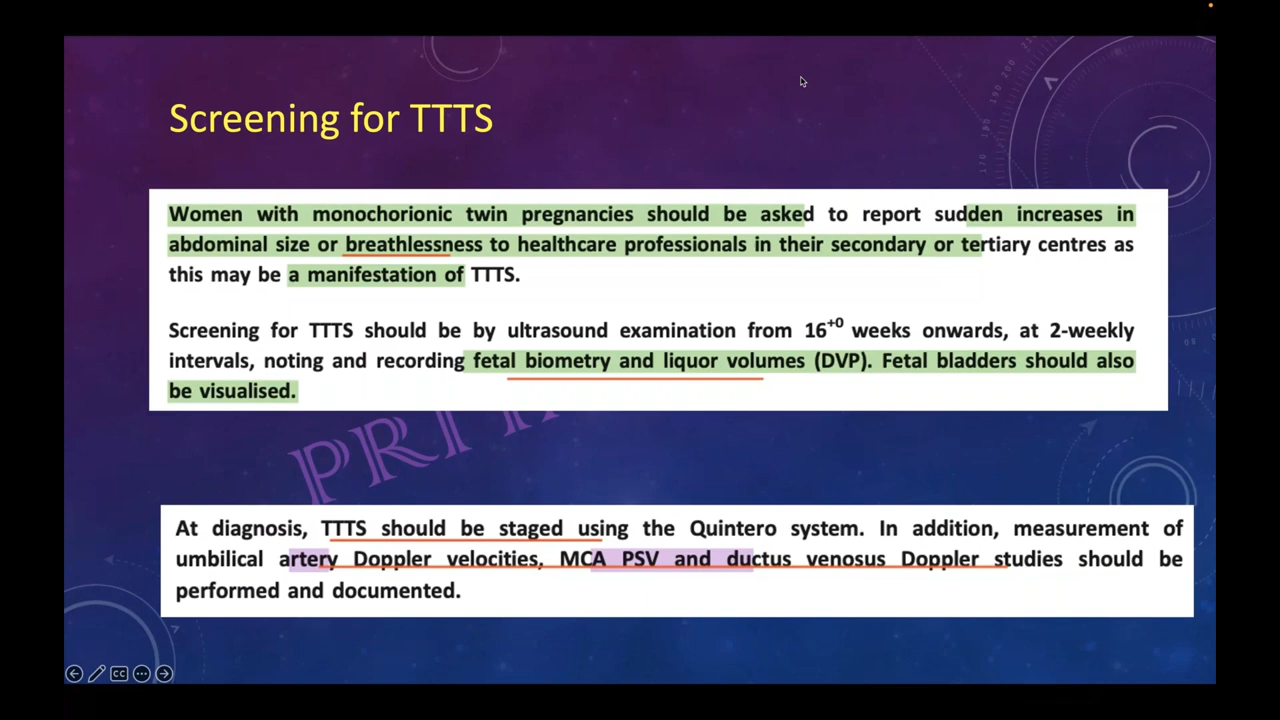 Screening for TTTS
Women with monochorionic twin pregnancies should be asked to report sudden increases in
abdominal size or breathlessness to healthcare professionals in their secondary or tertiary centres as
this may be a manifestation of TTTS.
Screening for TTTS should be by ultrasound examination from 16+0 weeks onwards, at 2-weekly
intervals, noting and recording fetal biometry and liquor volumes (DVP). Fetal bladders should also
be visualised.
At diagnosis, TTTS should be staged using the Quintero system. In addition, measurement of
umbilical artery Doppler velocities, MCA PSV and ductus venosus Doppler studies should be
performed and documented.
CC